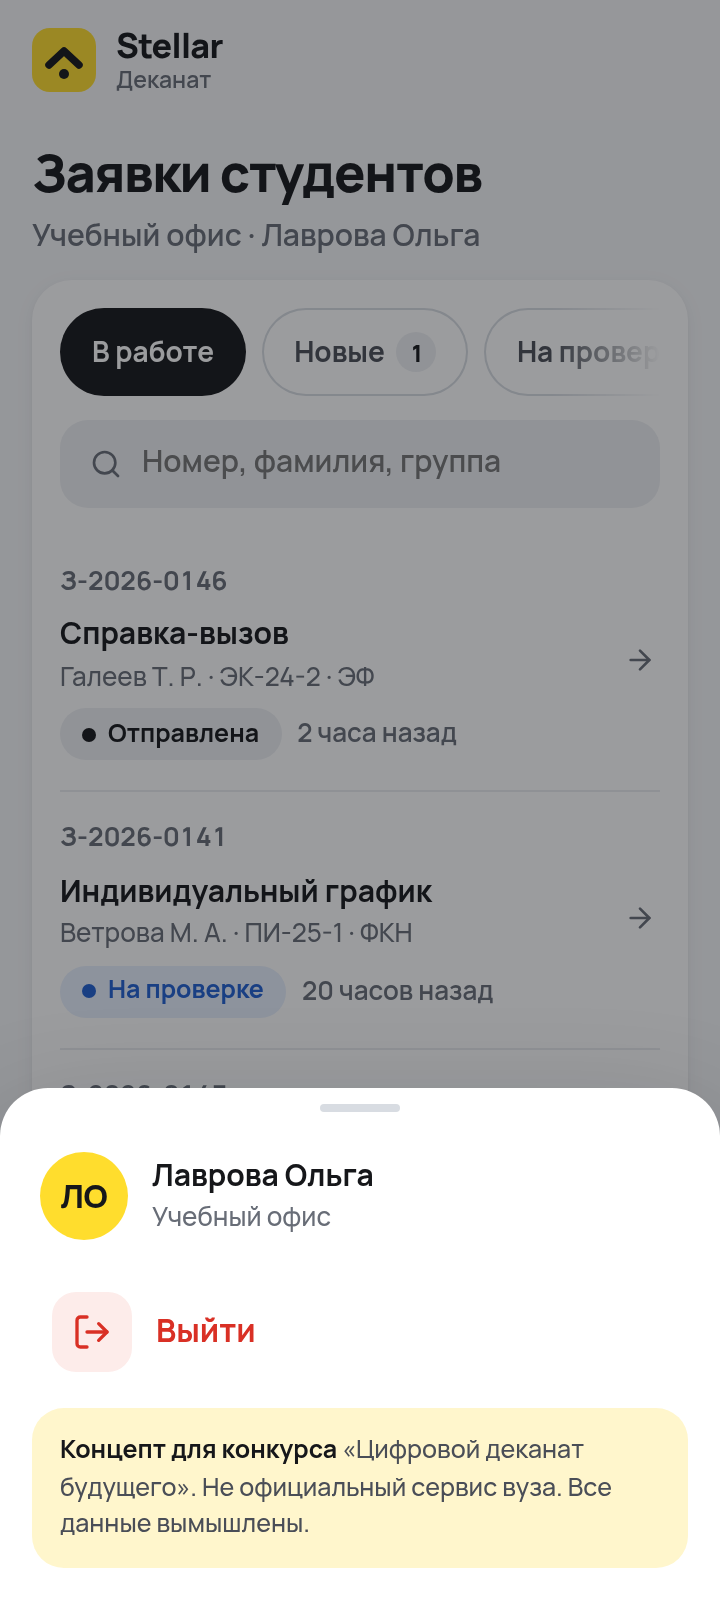 Stellar
Деканат
Заявки студентов
Учебный офис · Лаврова Ольга
В работе
Новые 1
На провер
Номер, фамилия, группа
З-2026-0146
Справка-вызов
Галеев Т. Р. · ЭК-24-2 · ЭФ
Отправлена 2 часа назад
З-2026-0141
Индивидуальный график
Ветрова М. А. · ПИ-25-1 · ФКН
На проверке 20 часов назад
Лаврова Ольга
ЛО
Учебный офис
Выйти
Концепт для конкурса «Цифровой деканат
будущего». Не официальный сервис вуза. Все
данные вымышлены.